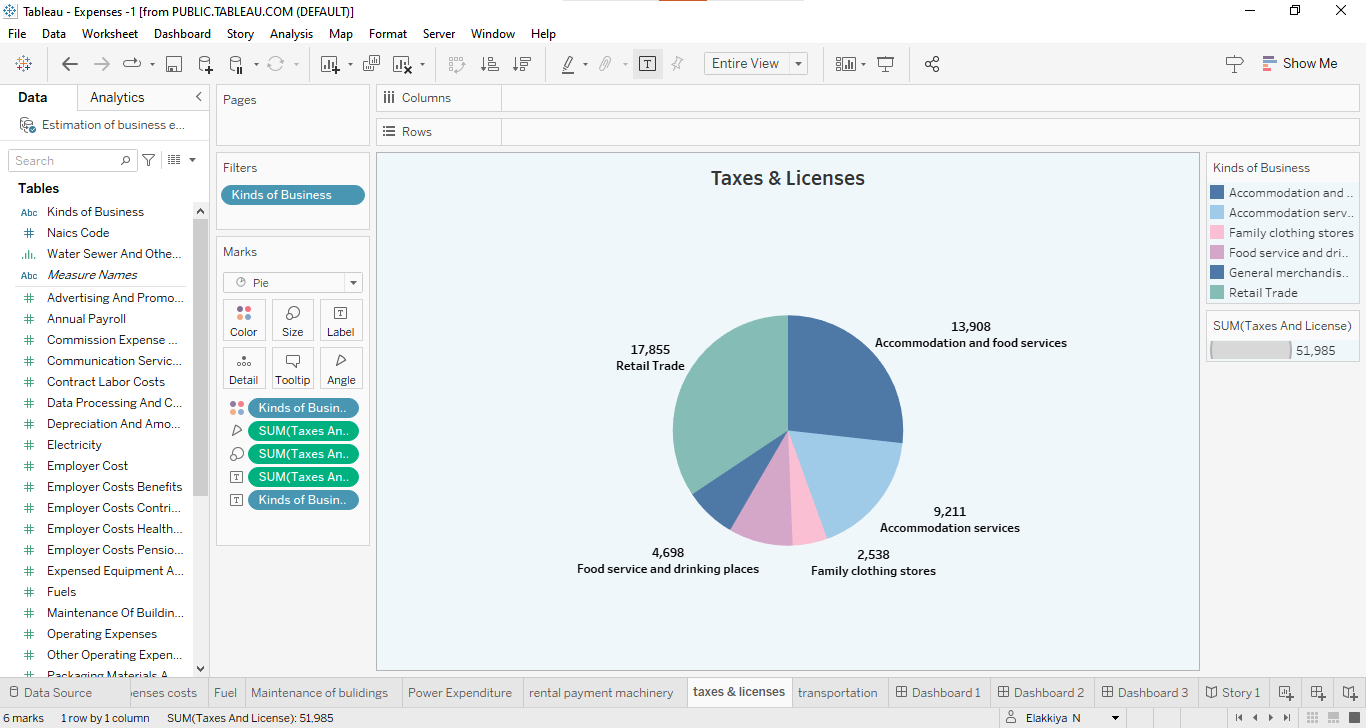 Tableau - Expenses -1 [from PUBLIC.TABLEAU.COM (DEFAULT)]
File Data Worksheet Dashboard Story Analysis Map Format Server Window Help
Entire View
Show Me
Data Analytics
Estimation of business e...
Search
Tables
Abc Kinds of Business
# Naics Code
Water Sewer And Othe...
Abc Measure Names
# Advertising And Promo...
# Annual Payroll
# Commission Expense ...
# Communication Servic...
# Contract Labor Costs
# Data Processing And C...
# Depreciation And Amo...
# Electricity
# Employer Cost
# Employer Costs Benefits
# Employer Costs Contri...
# Employer Costs Health...
# Employer Costs Pensio...
# Expensed Equipment A...
# Fuels
# Maintenance Of Buildin...
# Operating Expenses
# Other Operating Expen...
# Packaging Materials A
Pages
Filters
Kinds of Business
Marks
Pie
Color Size Label
Detail Tooltip Angle
Kinds of Busin..
SUM(Taxes An..
SUM(Taxes An..
SUM(Taxes An..
Kinds of Busin..
Columns
Rows
Taxes & Licenses
13,908
Accommodation and food services
17,855
Retail Trade
9,211
Accommodation services
4,698
Food service and drinking places
2,538
Family clothing stores
Kinds of Business
Accommodation and ..
Accommodation serv..
Family clothing stores
Food service and dri..
General merchandis..
Retail Trade
SUM(Taxes And License)
51,985
Data Source enses costs Fuel Maintenance of bulidings Power Expenditure rental payment machinery taxes & licenses transportation Dashboard 1 Dashboard 2 Dashboard 3 Story 1
6 marks 1 row by 1 column SUM(Taxes And License): 51,985 Elakkiya N